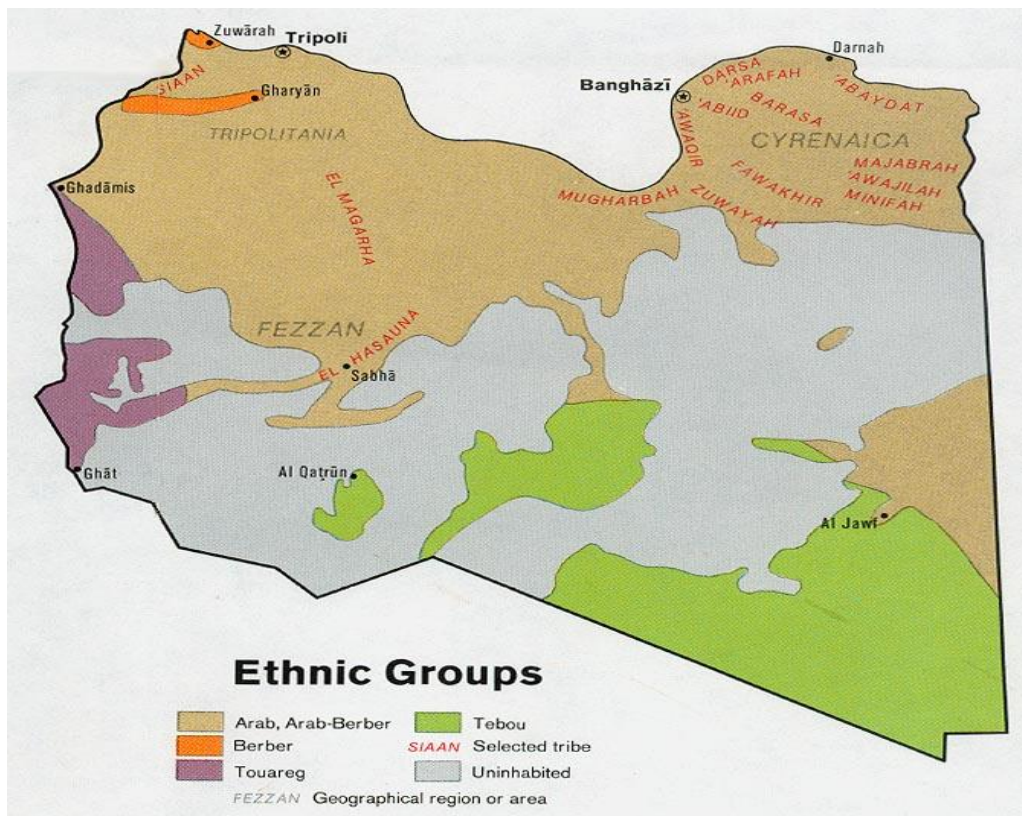 Zuwārah
Tripoli
SIAAN
Gharyān
TRIPOLITANIA
Ghadāmis
EL MAGARHA
Banghāzī
Darnah
DARSA
'ARAFAH
'ABAYDAT
'ABIID
BARASA
'AWAQIR
CYRENAICA
MAJABRAH
'AWAJILAH
MINIFAH
FAWAKHIR
ZUWAYAH
MUGHARBAH
FEZZAN
EL HASAUNA
Sabhā
Ghāt
Al Qaţrūn
Al Jawf
Ethnic Groups
Arab, Arab-Berber
Berber
Touareg
Tebou
SIAAN Selected tribe
Uninhabited
FEZZAN Geographical region or area